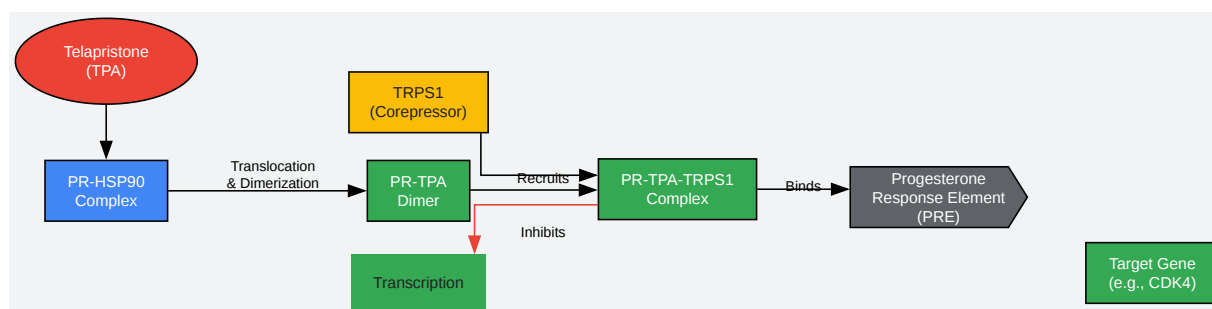 Telapristone
(TPA)
TRPS1
(Corepressor)
PR-HSP90
Complex
Translocation
& Dimerization
PR-TPA
Dimer
Recruits
PR-TPA-TRPS1
Complex
Binds
Progesterone
Response Element
(PRE)
Inhibits
Transcription
Target Gene
(e.g., CDK4)